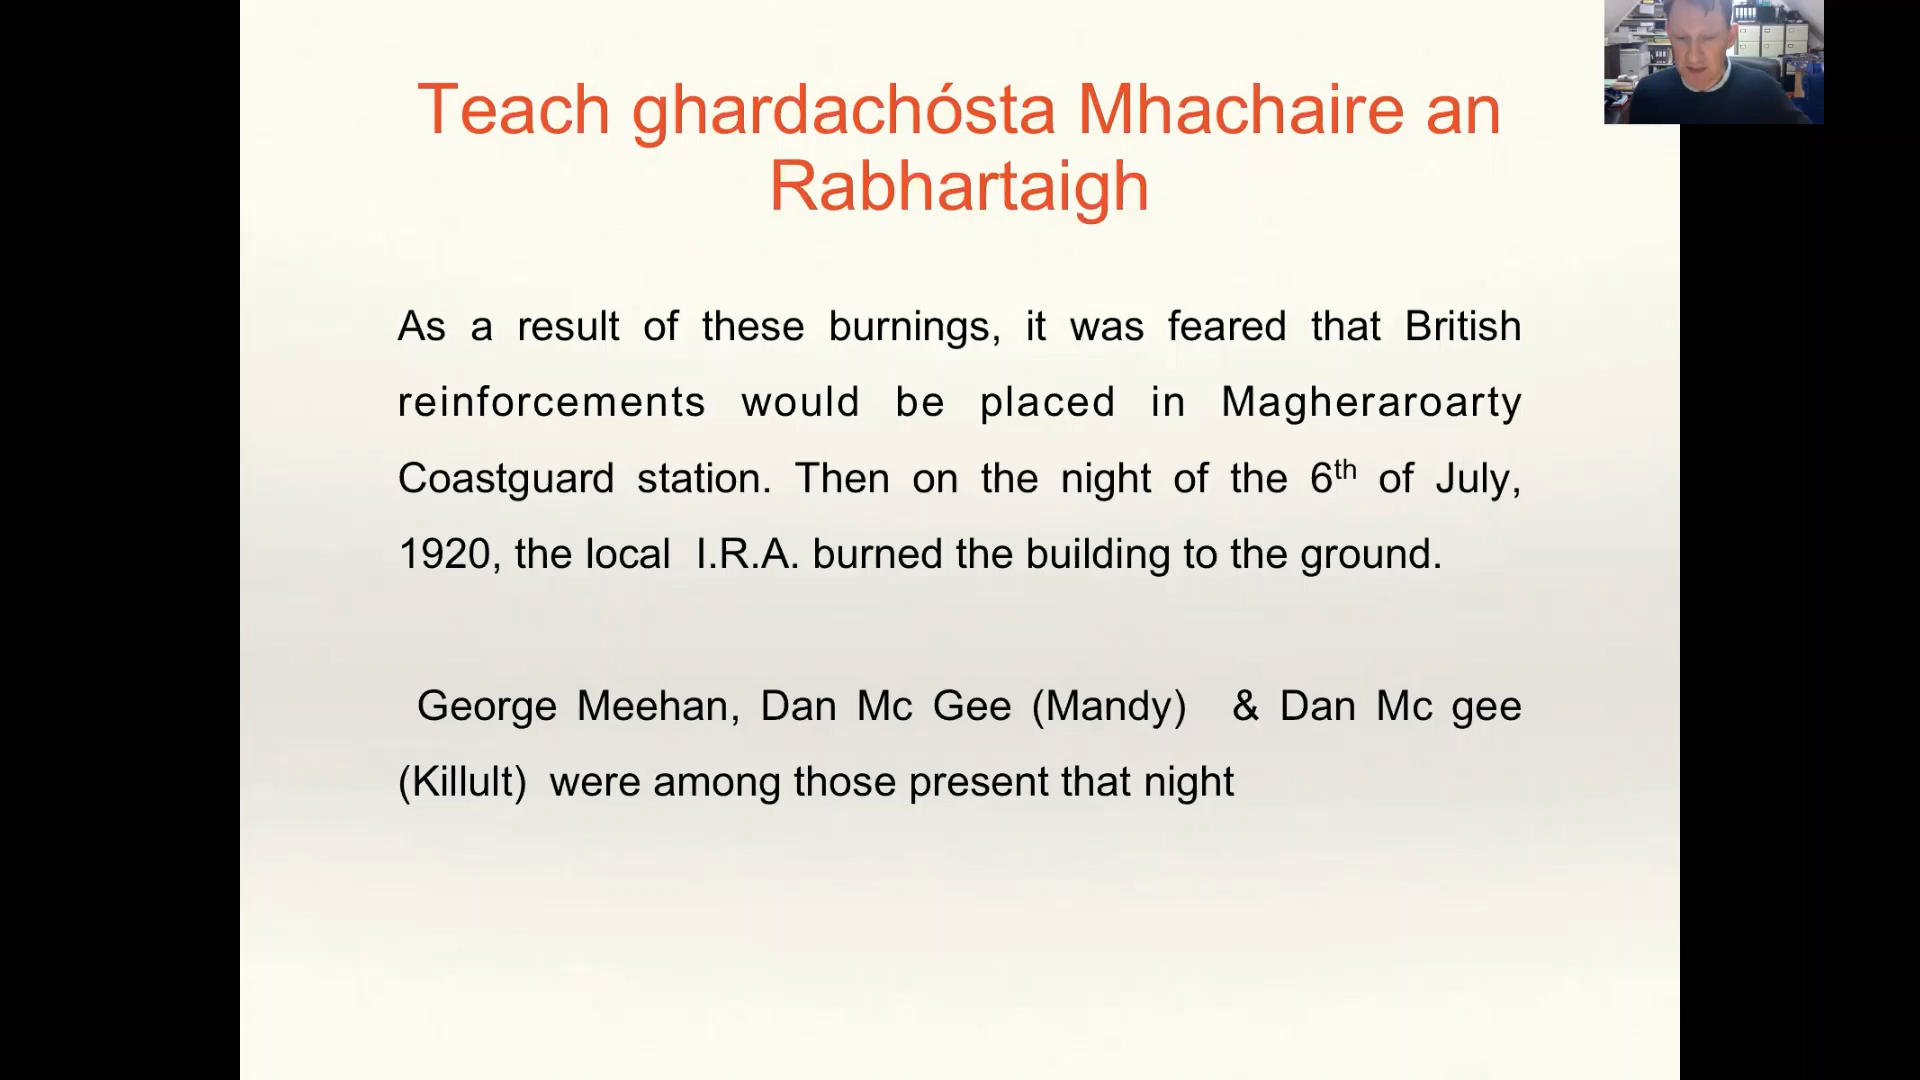 Teach ghardachósta Mhachaire an
Rabhartaigh
As a result of these burnings, it was feared that British
reinforcements would be placed in Magheraroarty
Coastguard station. Then on the night of the 6th of July,
1920, the local I.R.A. burned the building to the ground.
George Meehan, Dan Mc Gee (Mandy) & Dan Mc gee
(Killult) were among those present that night